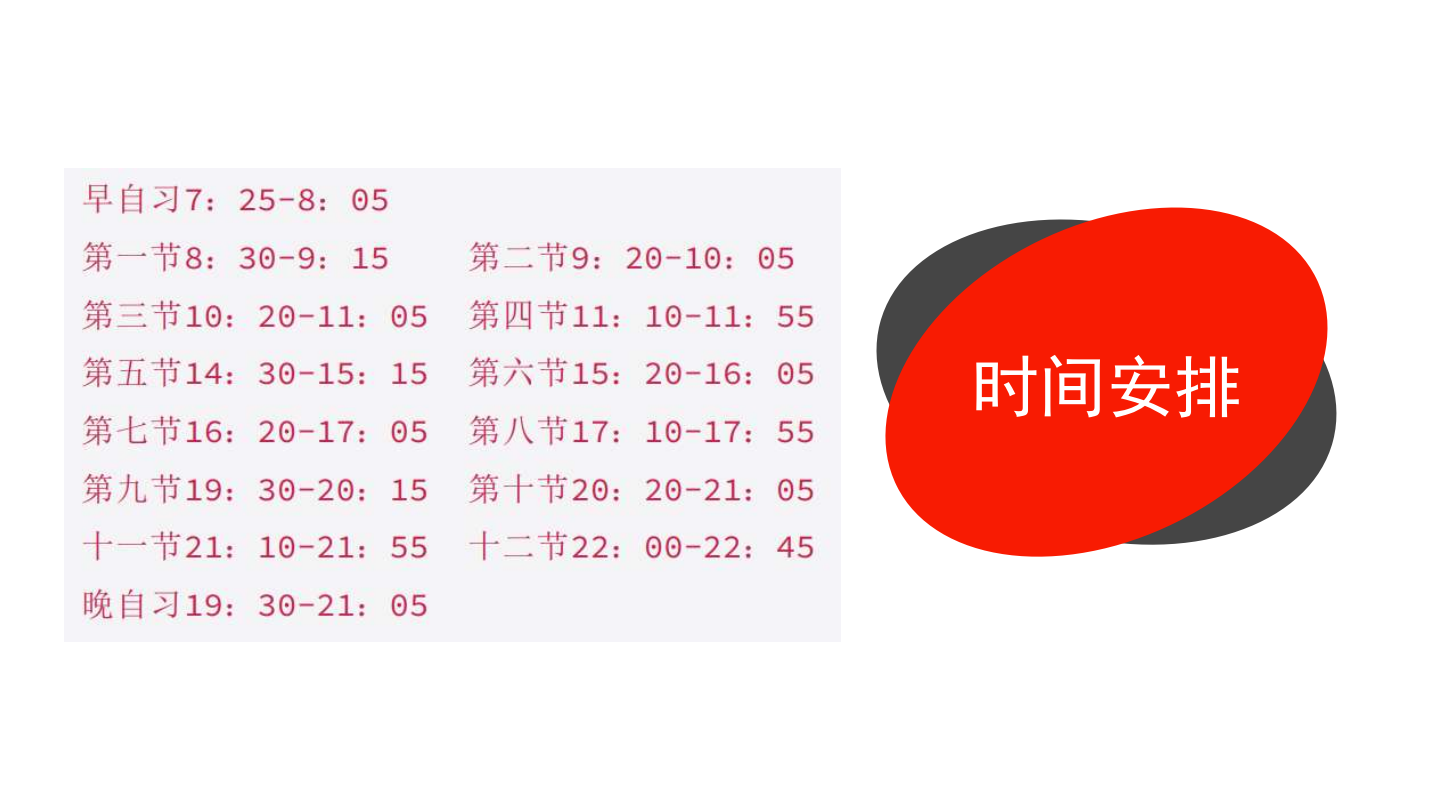 早自习7：25-8：05
第一节8：30-9：15 第二节9：20-10：05
第三节10：20-11：05 第四节11：10-11：55
第五节14：30-15：15 第六节15：20-16：05
第七节16：20-17：05 第八节17：10-17：55
第九节19：30-20：15 第十节20：20-21：05
十一节21：10-21：55 十二节22：00-22：45
晚自习19：30-21：05
时间安排